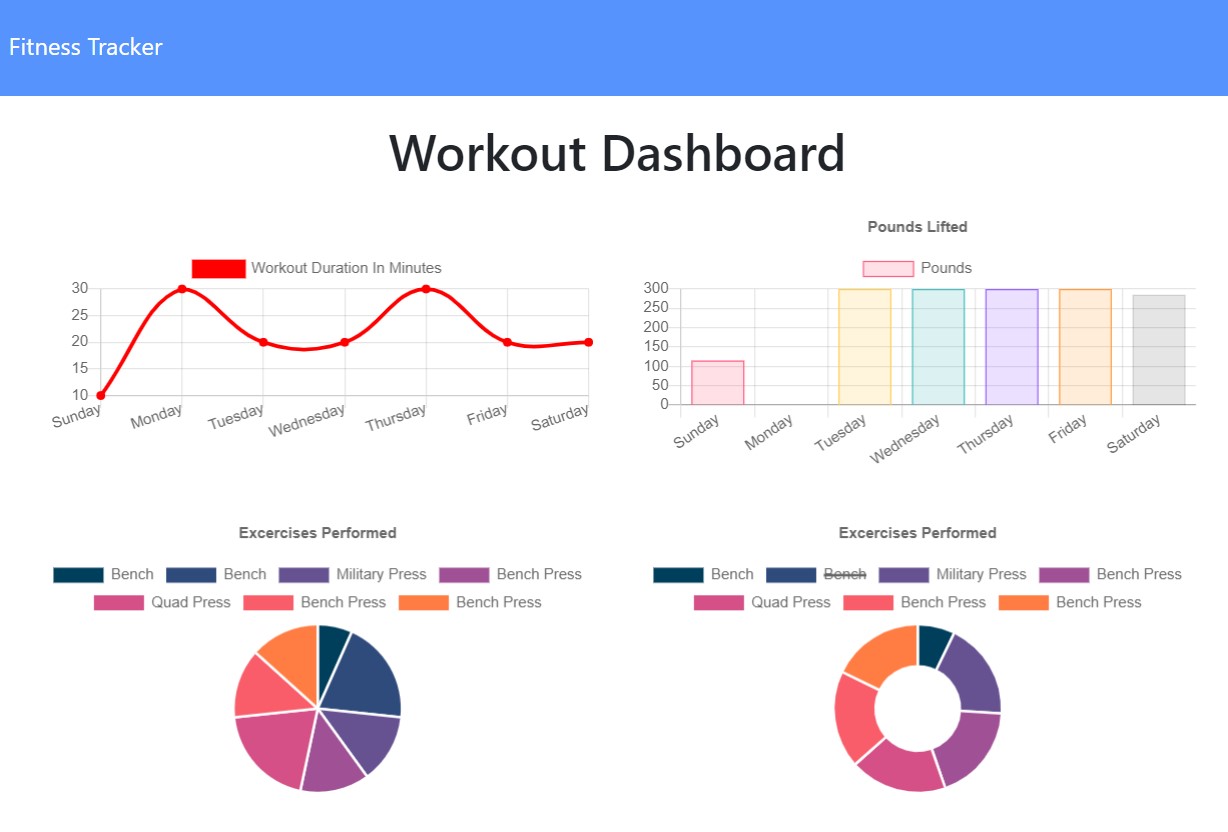 Fitness Tracker
Workout Dashboard
Workout Duration In Minutes
30
25
20
15
10
Sunday Monday Tuesday Wednesday Thursday Friday Saturday
Pounds Lifted
Pounds
300
250
200
150
100
50
0
Sunday Monday Tuesday Wednesday Thursday Friday Saturday
Excercises Performed
Bench Bench Military Press Bench Press
Quad Press Bench Press Bench Press
Excercises Performed
Bench Bench Military Press Bench Press
Quad Press Bench Press Bench Press